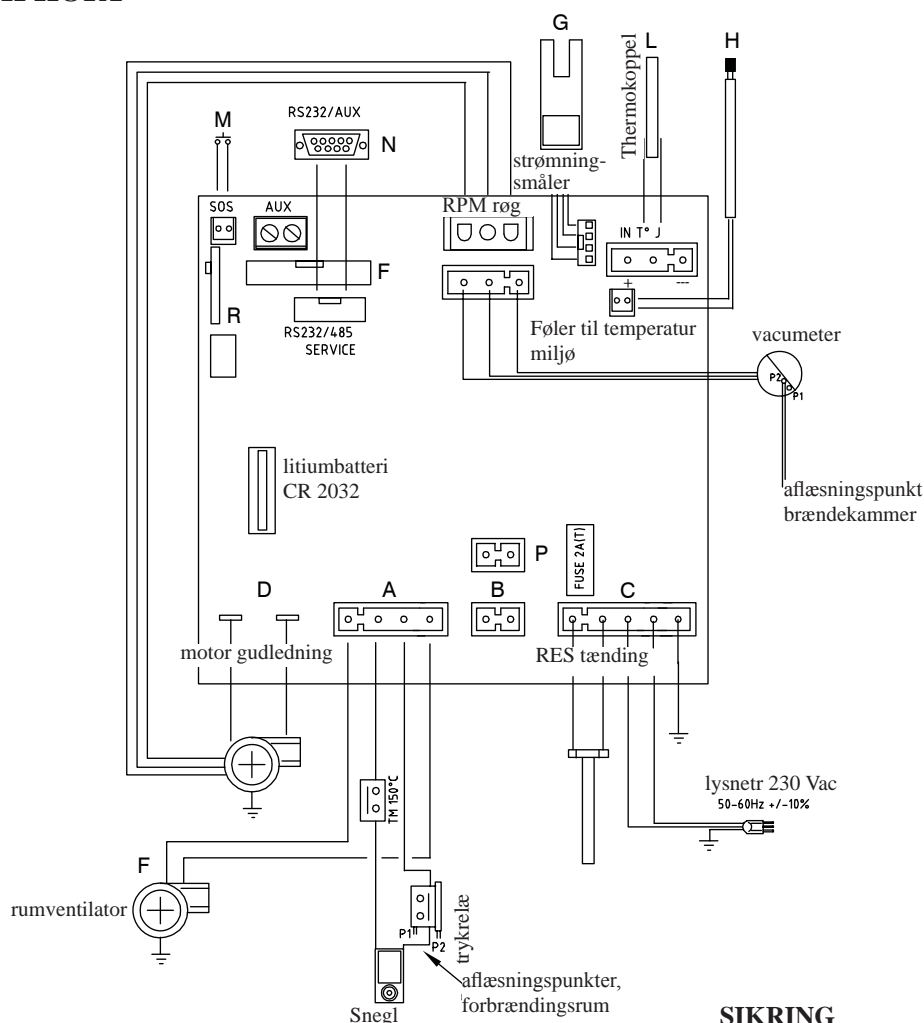 G
L
H
Thermokoppel
RS232/AUX
M
N
strømning-
småler
SOS
AUX
RPM røg
IN T° J
F
+
---
R
RS232/485
SERVICE
Føler til temperatur
miljø
vacumeter
P2
P1
litiumbatteri
CR 2032
aflæsningspunkt
brændekammer
P
FUSE 2A(T)
D
A
B
C
motor gudledning
RES tænding
TM 150°C
lysnetr 230 Vac
50-60Hz +/-10%
F
rumventilator
P1
P2
trykrelæ
aflæsningspunkter,
forbrændingsrum
Snegl
SIKRING